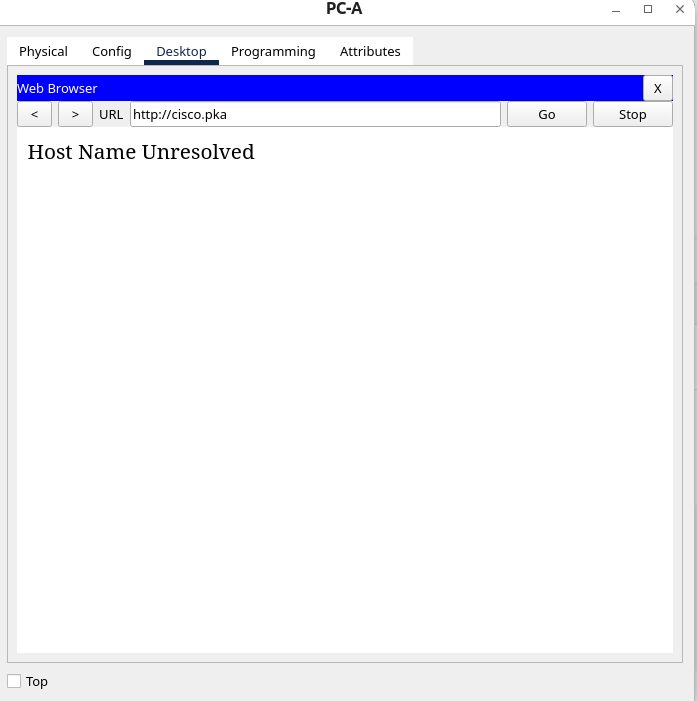 PC-A
Physical Config Desktop Programming Attributes
Web Browser X
< > URL http://cisco.pka Go Stop
Host Name Unresolved
Top